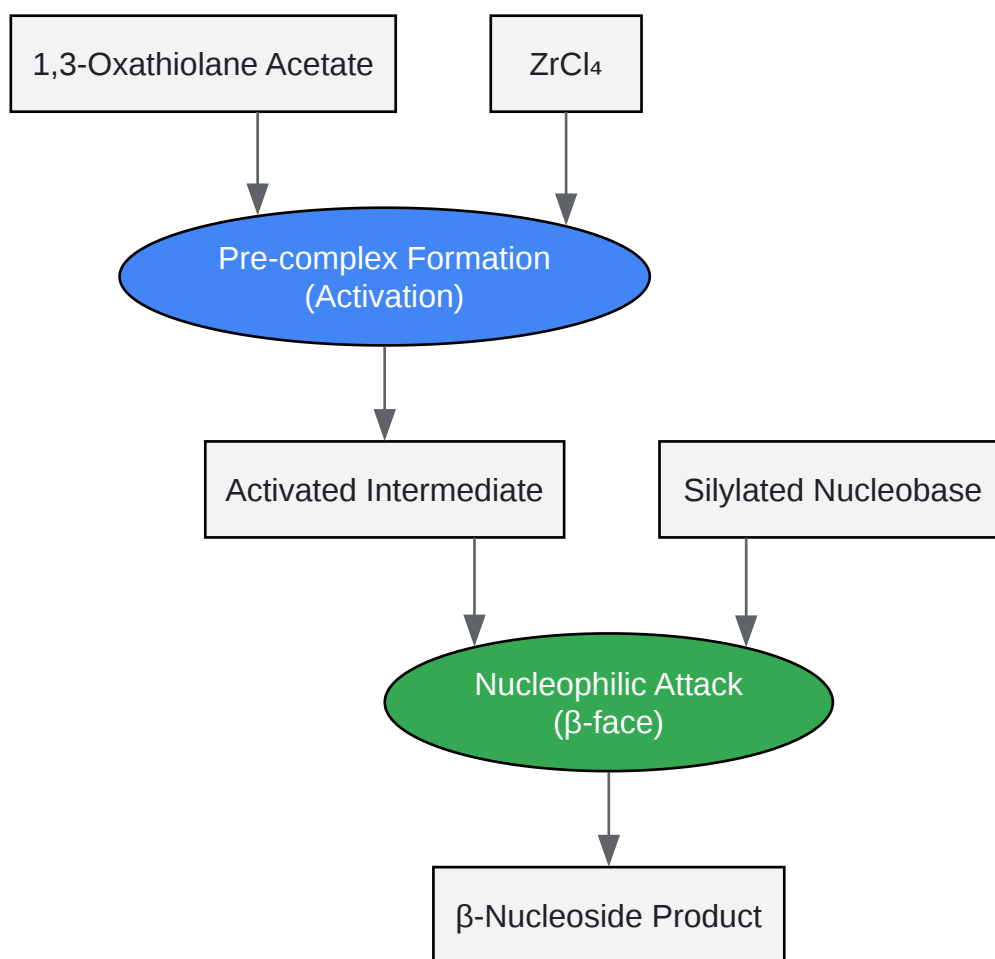 1,3-Oxathiolane Acetate
ZrCl₄
Pre-complex Formation
(Activation)
Activated Intermediate
Silylated Nucleobase
Nucleophilic Attack
(β-face)
β-Nucleoside Product